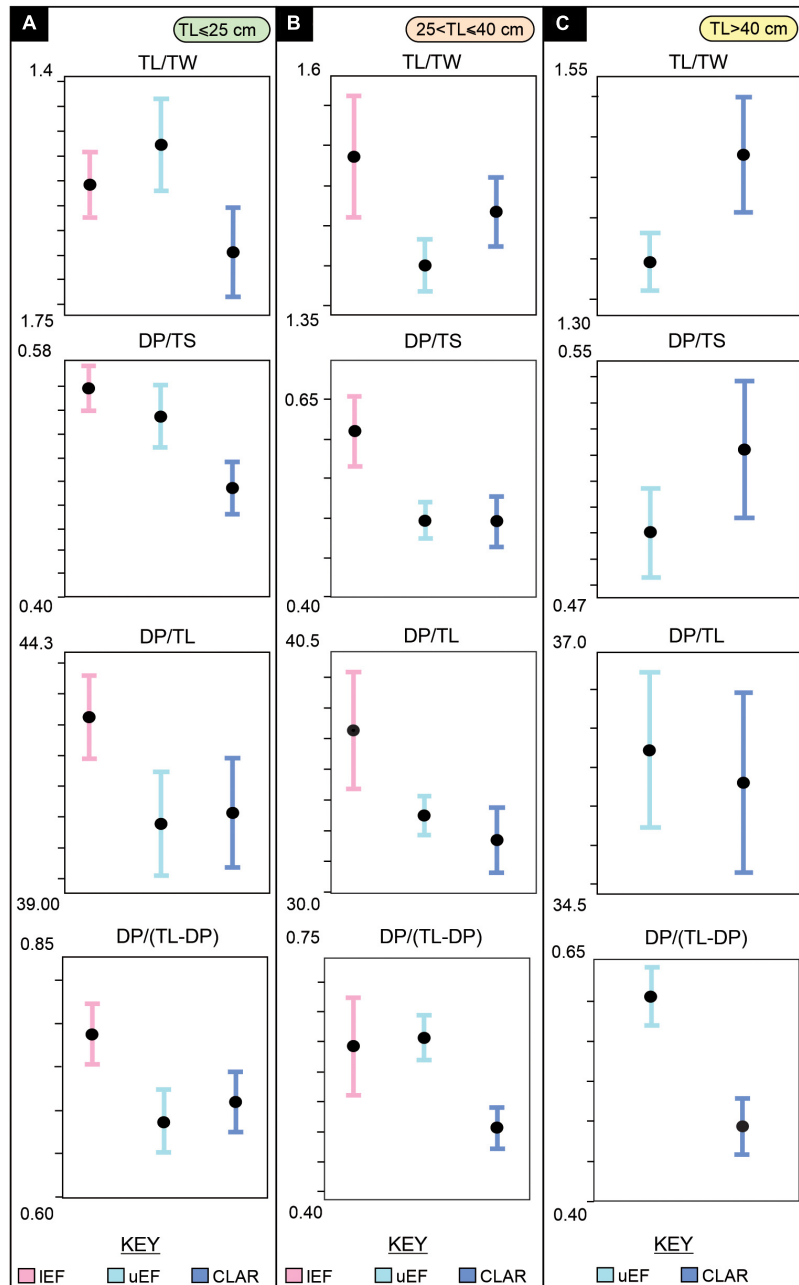 A
TL⩽25 cm
TL/TW
1.4
1.75
DP/TS
0.58
0.40
DP/TL
44.3
39.00
DP/(TL-DP)
0.85
0.60
KEY
lEF uEF CLAR
B
25<TL⩽40 cm
TL/TW
1.6
1.35
DP/TS
0.65
0.40
DP/TL
40.5
30.0
DP/(TL-DP)
0.75
0.40
KEY
lEF uEF CLAR
C
TL>40 cm
TL/TW
1.55
1.30
DP/TS
0.55
0.47
DP/TL
37.0
34.5
DP/(TL-DP)
0.65
0.40
KEY
uEF CLAR